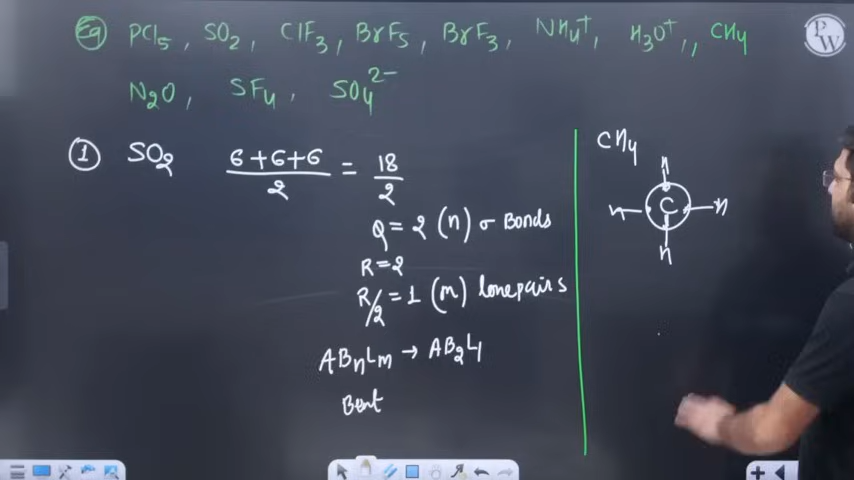 Eg PCl5, SO2, ClF3, BrF5, BrF3, NH4+, H3O+, CH4
N2O, SF4, SO4 2-
1 SO2 6+6+6/2 = 18/2
Q = 2 (n) σ Bonds
R = 2
R/2 = 1 (m) lone pairs
ABnLm → AB2L1
Bent
CH4
H
H C H
H
PW